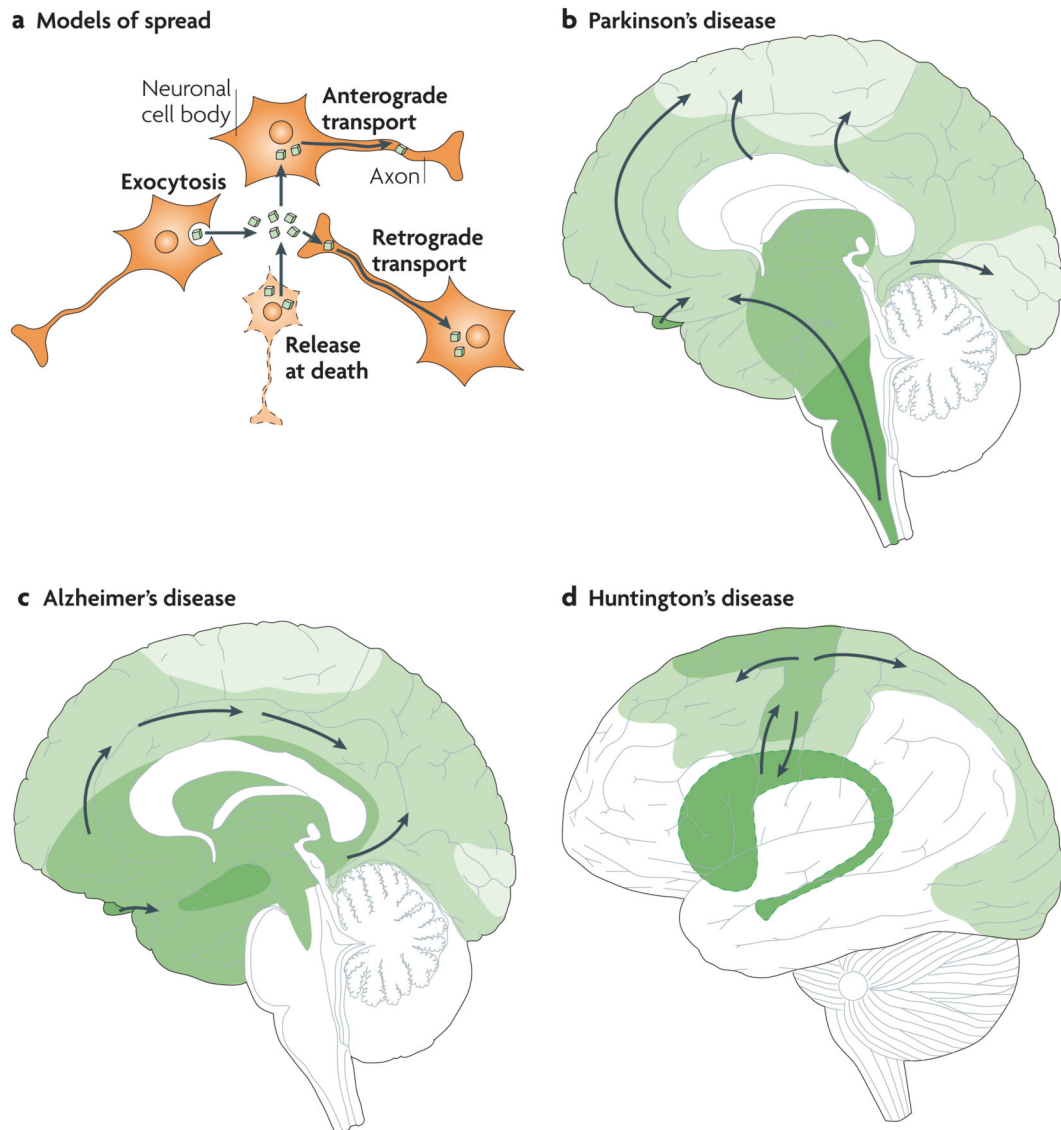 a Models of spread
Neuronal
cell body
Anterograde
transport
Axon
Exocytosis
Retrograde
transport
Release
at death
b Parkinson's disease
c Alzheimer's disease
d Huntington's disease